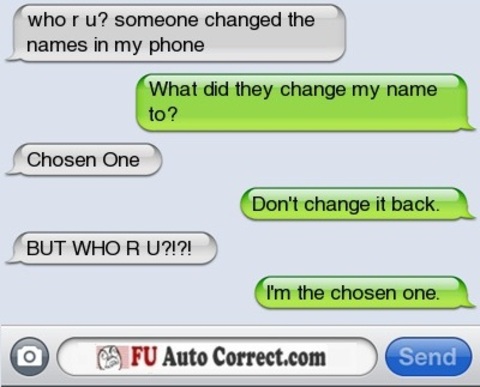 who r u? someone changed the
names in my phone
What did they change my name
to?
Chosen One
Don't change it back.
BUT WHO R U?!?!
I'm the chosen one.
FU Auto Correct.com
Send